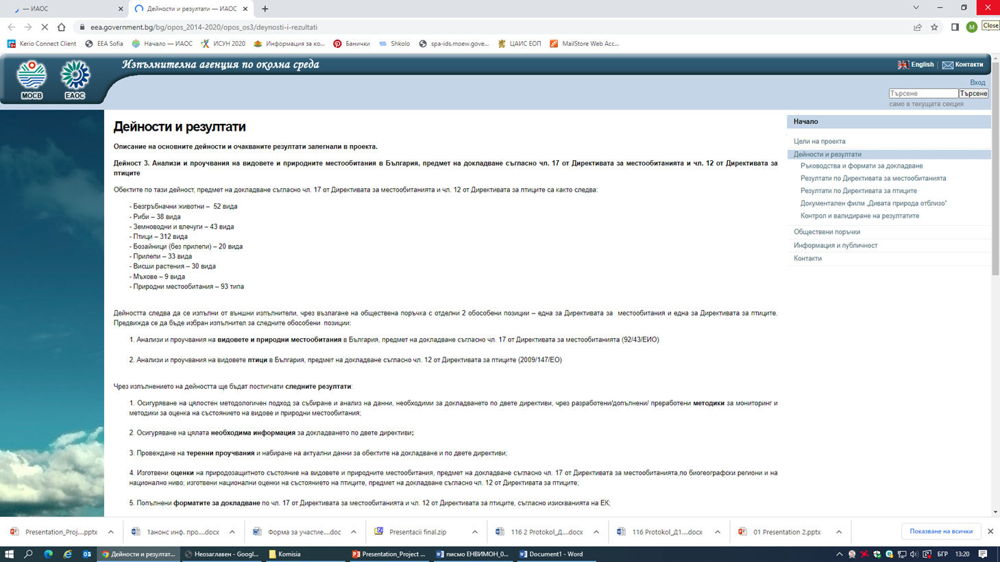 — ИАОС
Дейности и резултати — ИАОС
eea.government.bg/bg/opos_2014-2020/opos_os3/deynosti-i-rezultati
M
Close
Kerio Connect Client
EEA Sofia
Начало — ИАОС
ИСУН 2020
Информация за ко...
Банички
Shkolo
spa-ids.moew.gove...
ЦАИС ЕОП
MailStore Web Acc...
Изпълнителна агенция по околна среда
МОСВ
ЕАОС
English | Контакти
Вход
Търсене Търсене
само в текущата секция
Дейности и резултати
Описание на основните дейности и очакваните резултати залегнали в проекта.
Дейност 3. Анализи и проучвания на видовете и природните местообитания в България, предмет на докладване съгласно чл. 17 от Директивата за местообитанията и чл. 12 от Директивата за
птиците
Обектите по тази дейност, предмет на докладване съгласно чл. 17 от Директивата за местообитанията и чл. 12 от Директивата за птиците са както следва:
- Безгръбначни животни – 52 вида
- Риби – 38 вида
- Земноводни и влечуги – 43 вида
- Птици – 312 вида
- Бозайници (без прилепи) – 20 вида
- Прилепи – 33 вида
- Висши растения – 30 вида
- Мъхове – 9 вида
- Природни местообитания – 93 типа
Дейността следва да се изпълни от външни изпълнители, чрез възлагане на обществена поръчка с отделни 2 обособени позиции – една за Директивата за местообитания и една за Директивата за птиците.
Предвижда се да бъде избран изпълнител за следните обособени позиции:
1. Анализи и проучвания на видовете и природни местообитания в България, предмет на докладване съгласно чл. 17 от Директивата за местообитанията (92/43/ЕИО)
2. Анализи и проучвания на видовете птици в България, предмет на докладване съгласно чл. 12 от Директивата за птиците (2009/147/ЕО)
Чрез изпълнението на дейността ще бъдат постигнати следните резултати:
1. Осигуряване на цялостен методологичен подход за събиране и анализ на данни, необходими за докладването по двете директиви, чрез разработени/допълнени/ преработени методики за мониторинг и
методики за оценка на състоянието на видове и природни местообитания;
2. Осигуряване на цялата необходима информация за докладването по двете директиви;
3. Провеждане на теренни проучвания и набиране на актуални данни за обектите на докладване и по двете директиви;
4. Изготвени оценки на природозащитното състояние на видовете и природните местообитания, предмет на докладване съгласно чл. 17 от Директивата за местообитанията,по биогеографски региони и на
национално ниво; изготвени национални оценки на състоянието на птиците, предмет на докладване съгласно чл. 12 от Директивата за птиците;
5. Попълнени форматите за докладване по чл. 17 от Директивата за местообитанията и чл. 12 от Директивата за птиците, съгласно изискванията на ЕК;
Начало
Цели на проекта
Дейности и резултати
Ръководства и формати за докладване
Резултати по Директивата за местообитанията
Резултати по Директивата за птиците
Документален филм „Дивата природа отблизо“
Контрол и валидиране на резултатите
Обществени поръчки
Информация и публичност
Контакти
Presentation_Proj....pptx
1анонс инф. про....docx
Форма за участие....doc
Presentacii final.zip
116 2 Protokol_Д....docx
116 Protokol_Д1....docx
01 Presentation 2.pptx
Показване на всички
Дейности и резултат...
Неозаглавен - Googl...
Komisia
Presentation_Project ...
писмо ЕНВИМОН_0...
Document1 - Word
БГР
13:20